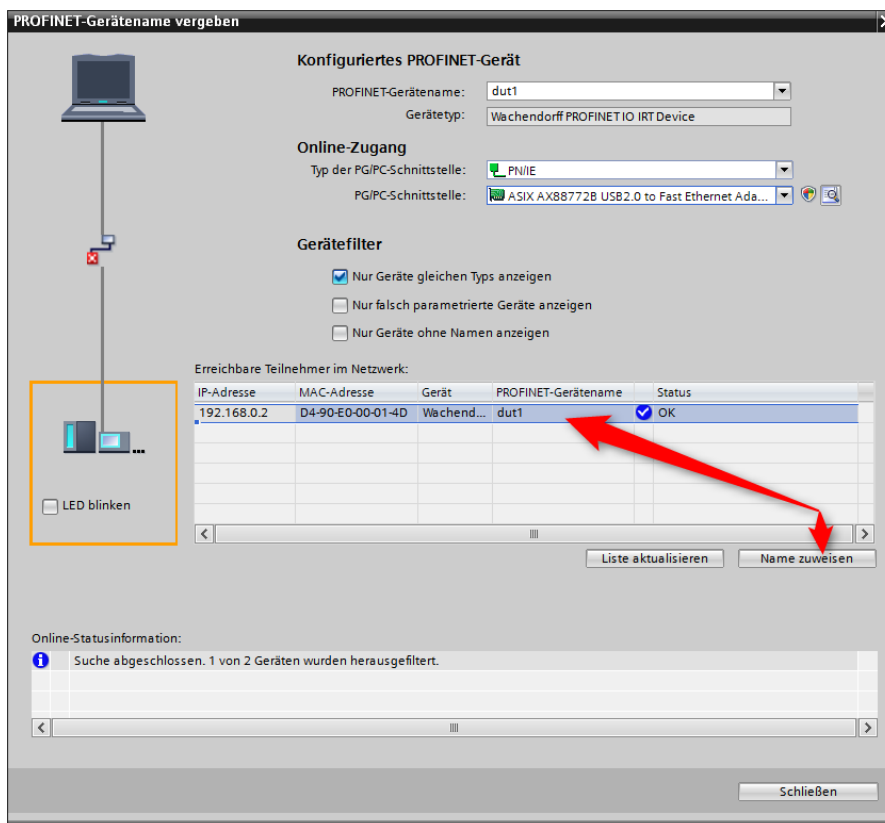 PROFINET-Gerätename vergeben
Konfiguriertes PROFINET-Gerät
PROFINET-Gerätename: dut1
Gerätetyp: Wachendorff PROFINET IO IRT Device
Online-Zugang
Typ der PG/PC-Schnittstelle: PN/IE
PG/PC-Schnittstelle: ASIX AX88772B USB2.0 to Fast Ethernet Ada...
Gerätefilter
Nur Geräte gleichen Typs anzeigen
Nur falsch parametrierte Geräte anzeigen
Nur Geräte ohne Namen anzeigen
Erreichbare Teilnehmer im Netzwerk:
IP-Adresse MAC-Adresse Gerät PROFINET-Gerätename Status
192.168.0.2 D4-90-E0-00-01-4D Wachend... dut1 OK
...
LED blinken
Liste aktualisieren Name zuweisen
Online-Statusinformation:
Suche abgeschlossen. 1 von 2 Geräten wurden herausgefiltert.
Schließen